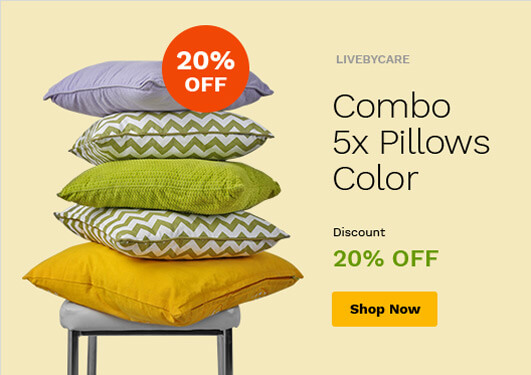 20%
OFF
LIVEBYCARE
Combo
5x Pillows
Color
Discount
20% OFF
Shop Now